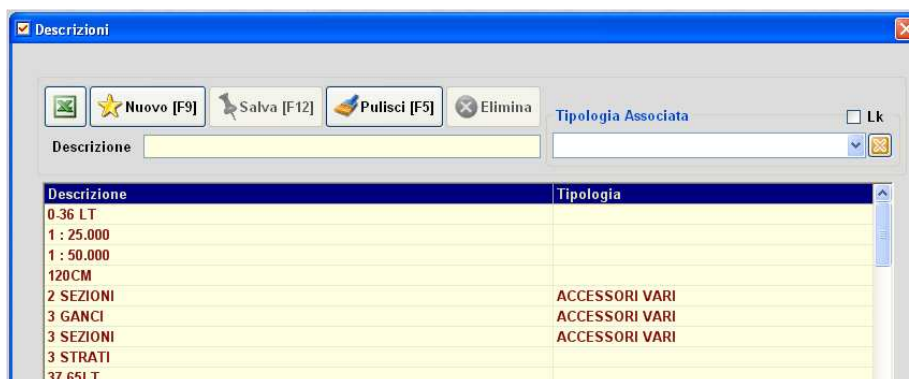 Descrizioni
Nuovo [F9] Salva [F12] Pulisci [F5] Elimina
Tipologia Associata Lk
Descrizione
Descrizione Tipologia
0-36 LT
1 : 25.000
1 : 50.000
120CM
2 SEZIONI ACCESSORI VARI
3 GANCI ACCESSORI VARI
3 SEZIONI ACCESSORI VARI
3 STRATI
37,65LT